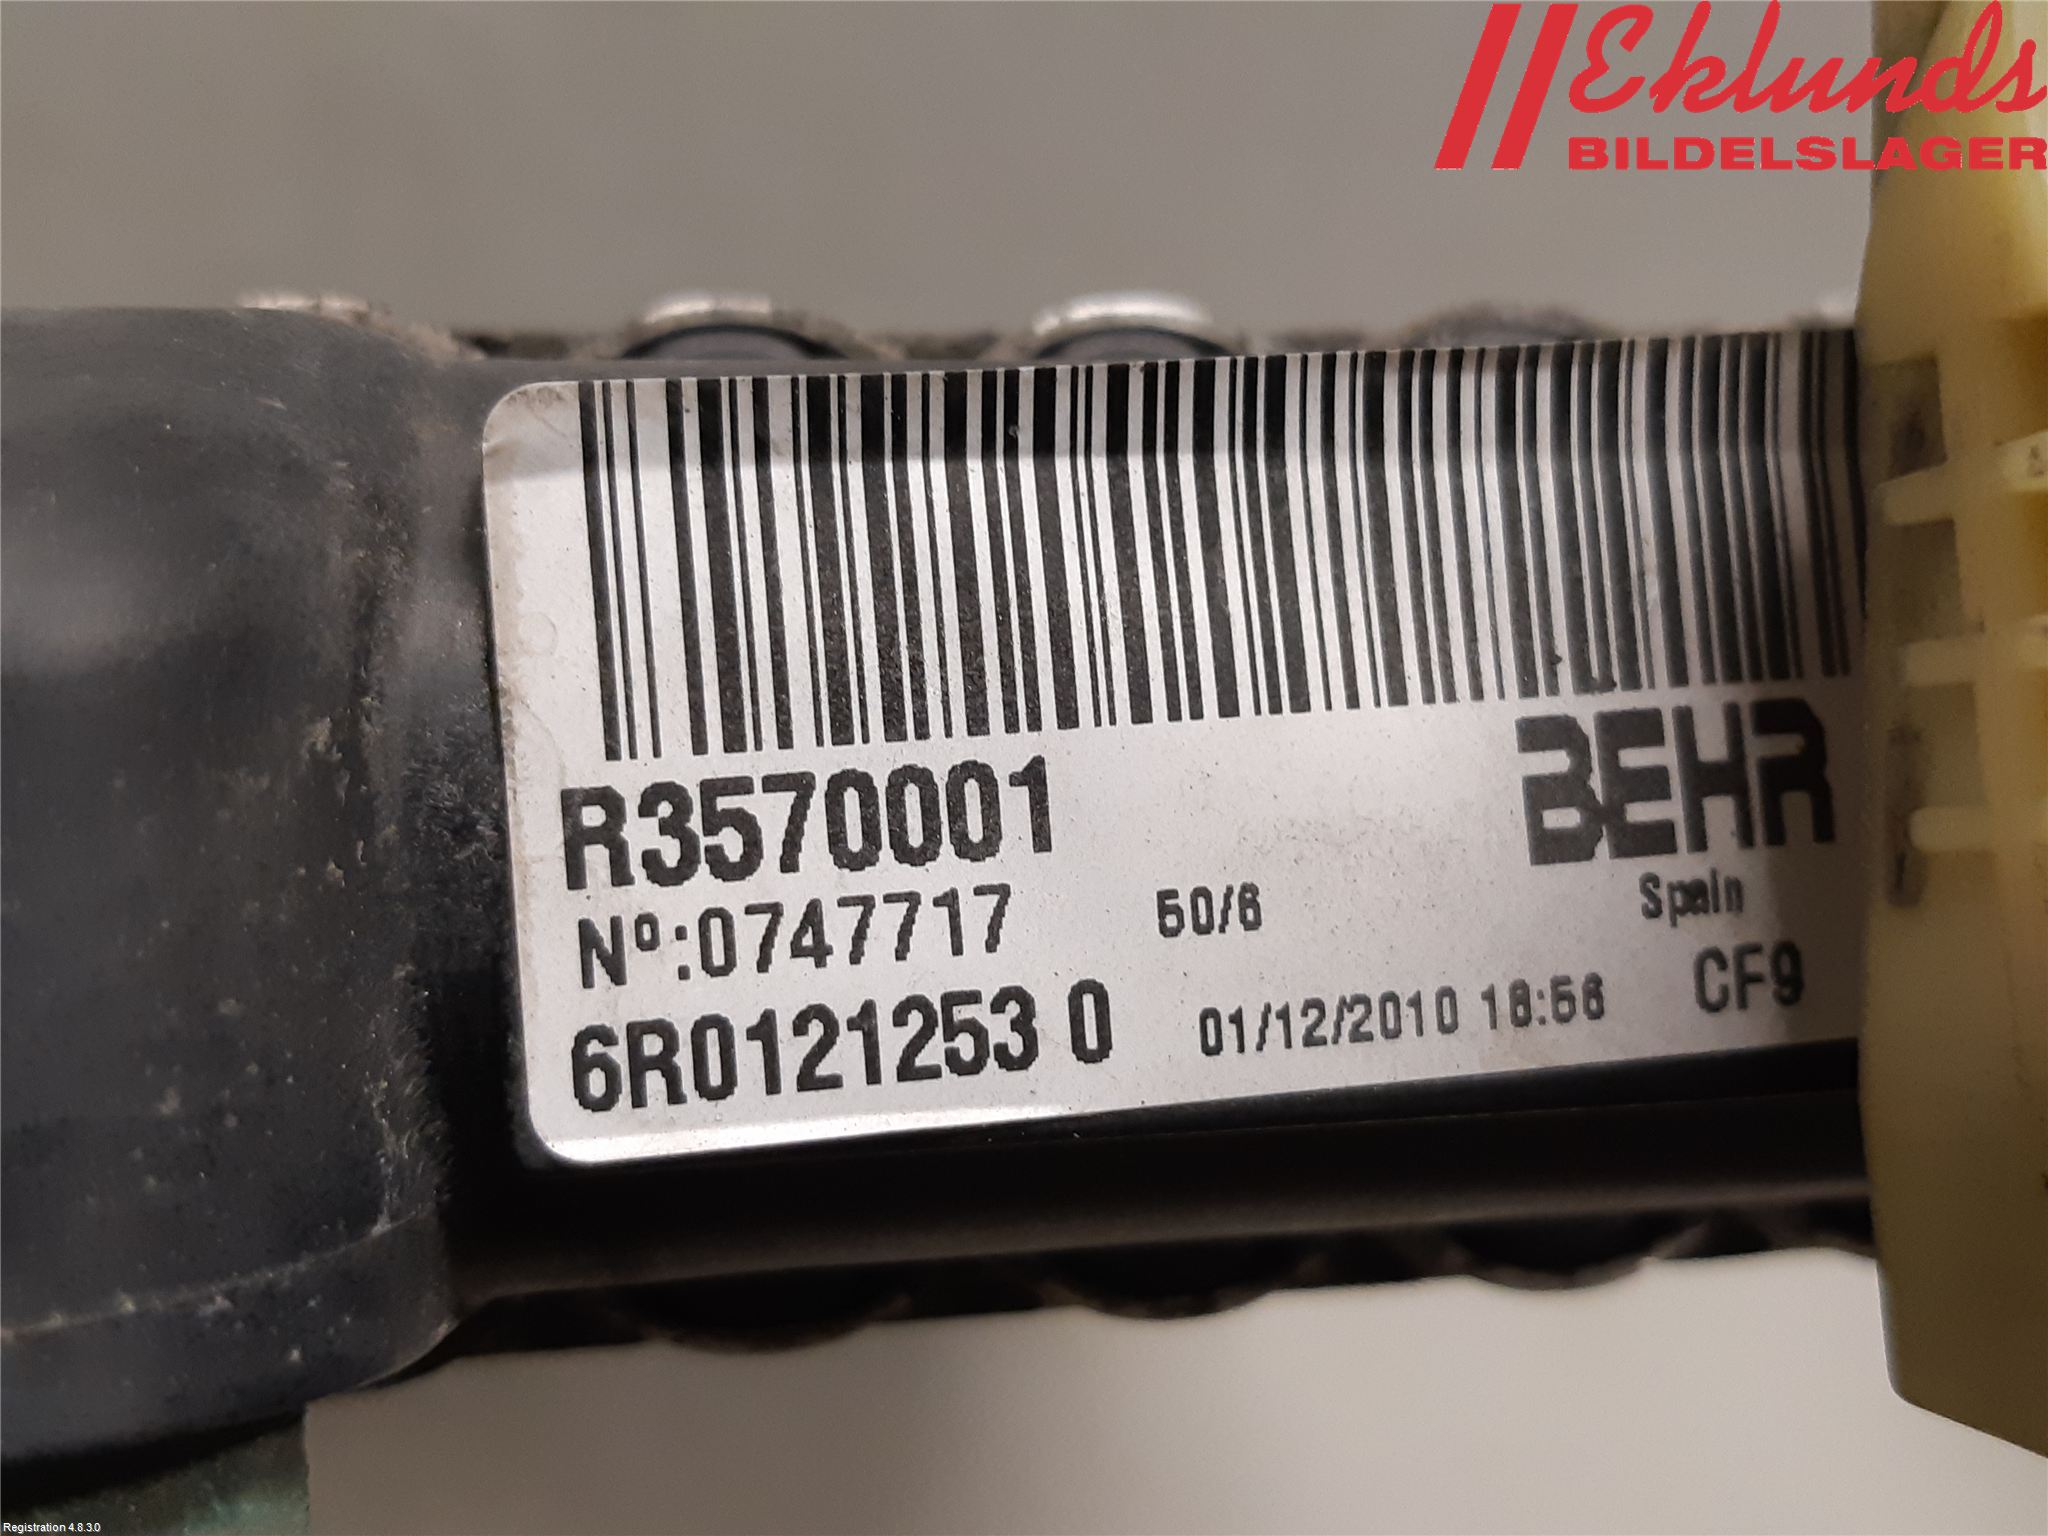 Eklunds
BILDELSLAGER
R3570001
BEHR
Nº:0747717
50/6
Spain
6R0121253 0
01/12/2010 18:56
CF9
Registration 4.8.3.0